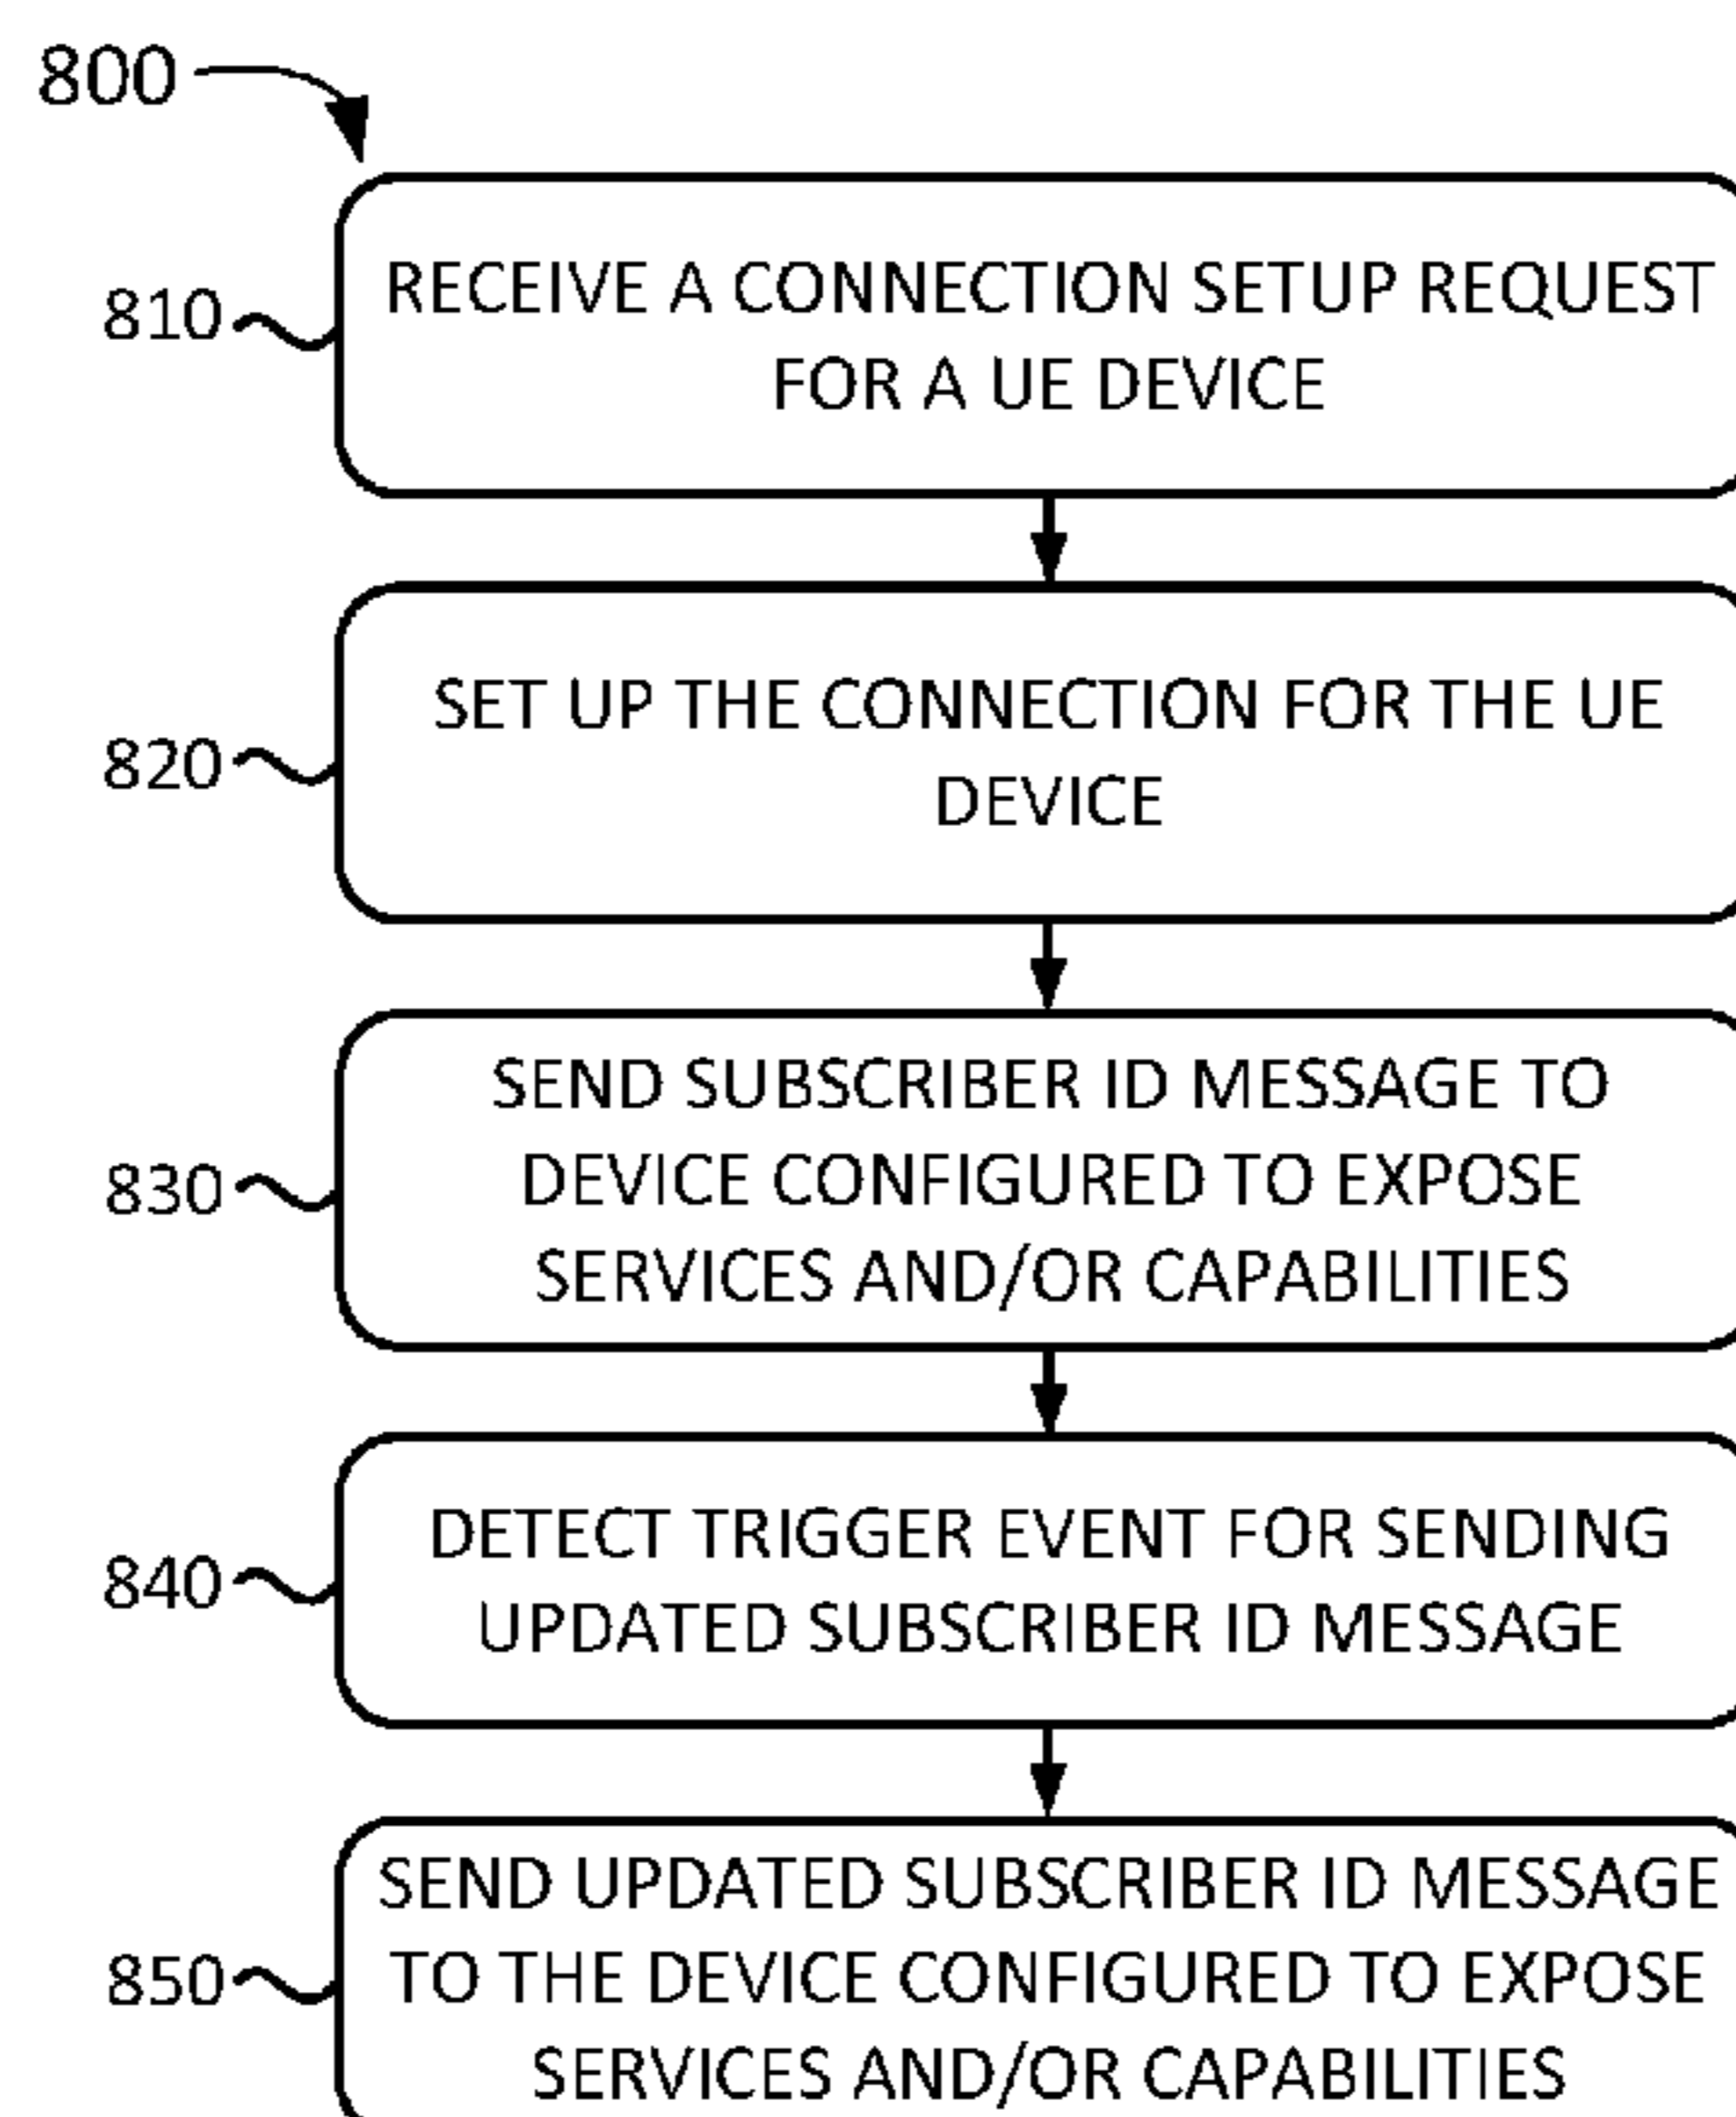 800
810
RECEIVE A CONNECTION SETUP REQUEST
FOR A UE DEVICE
820
SET UP THE CONNECTION FOR THE UE
DEVICE
830
SEND SUBSCRIBER ID MESSAGE TO
DEVICE CONFIGURED TO EXPOSE
SERVICES AND/OR CAPABILITIES
840
DETECT TRIGGER EVENT FOR SENDING
UPDATED SUBSCRIBER ID MESSAGE
850
SEND UPDATED SUBSCRIBER ID MESSAGE
TO THE DEVICE CONFIGURED TO EXPOSE
SERVICES AND/OR CAPABILITIES